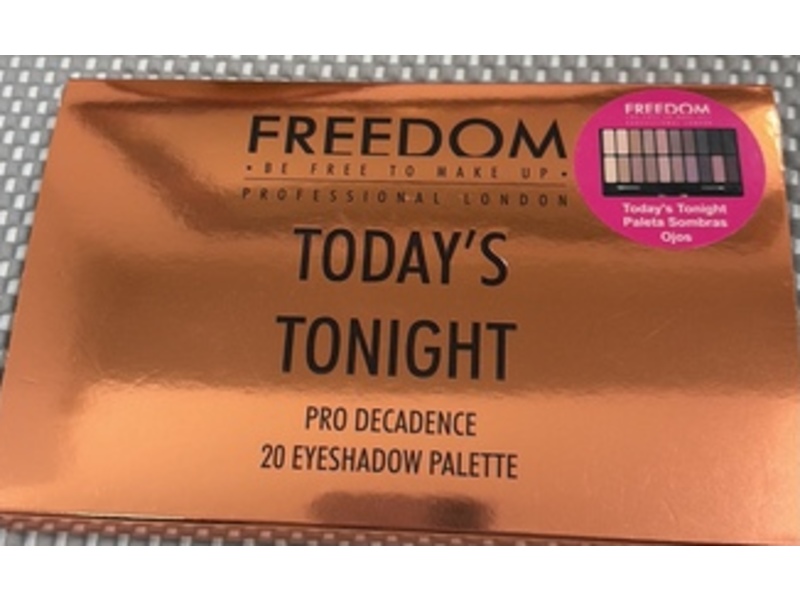 FREEDOM
• BE FREE TO MAKE UP •
PROFESSIONAL LONDON
TODAY'S
TONIGHT
PRO DECADENCE
20 EYESHADOW PALETTE
FREEDOM
Today's Tonight
Paleta Sombras
Ojos